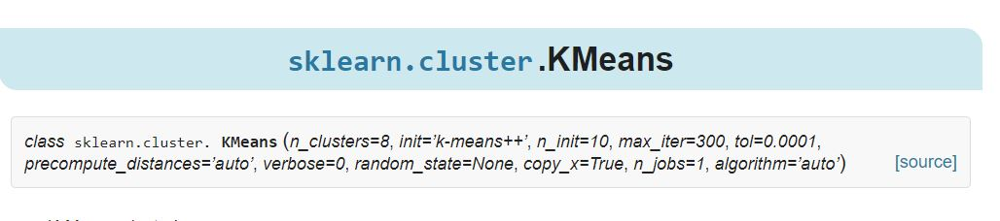 sklearn.cluster.KMeans
class sklearn.cluster. KMeans (n_clusters=8, init=’k-means++’, n_init=10, max_iter=300, tol=0.0001,
precompute_distances=’auto’, verbose=0, random_state=None, copy_x=True, n_jobs=1, algorithm=’auto’) [source]